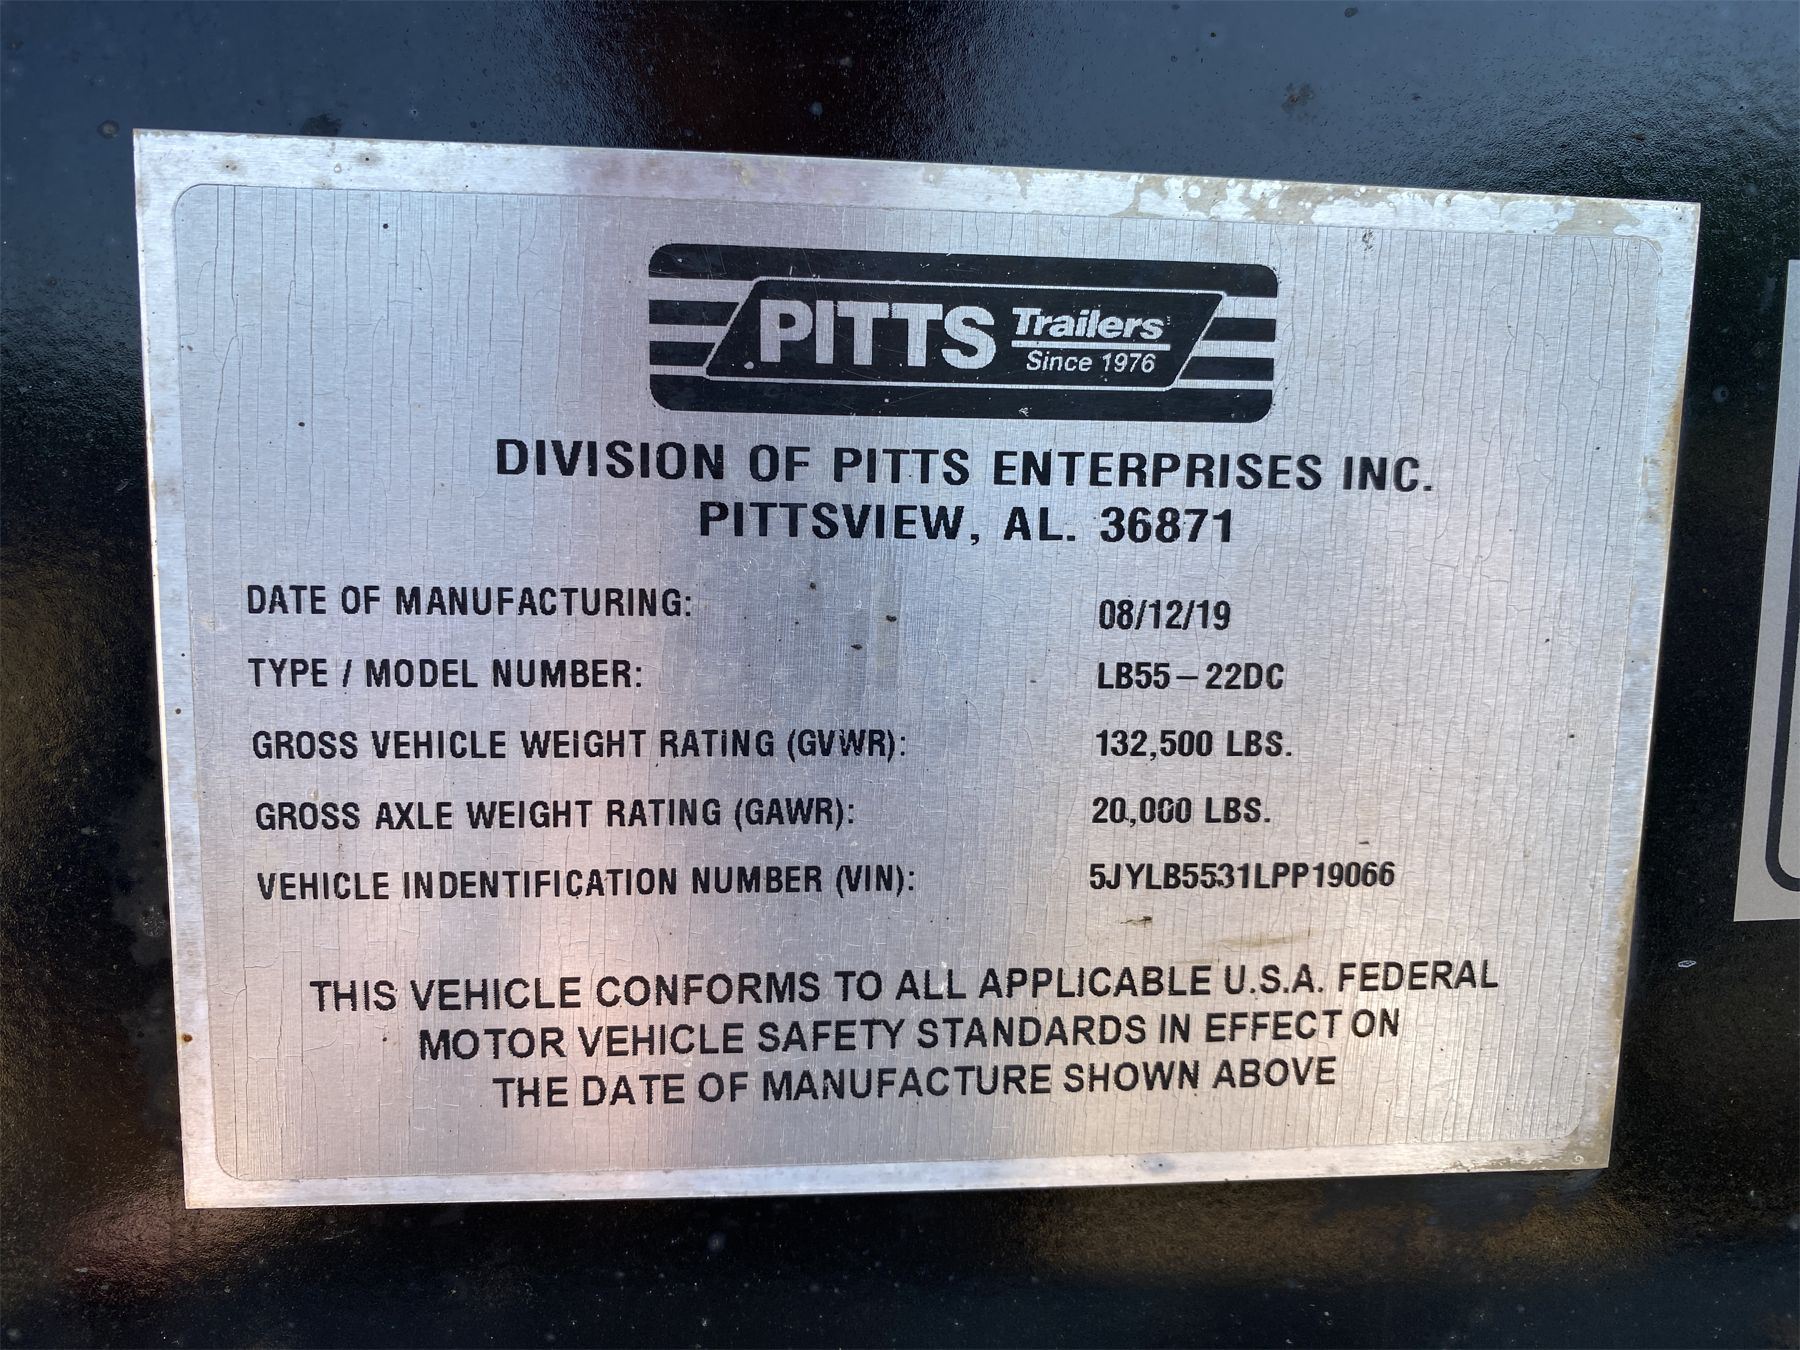 PITTS Trailers
Since 1976
DIVISION OF PITTS ENTERPRISES INC.
PITTSVIEW, AL. 36871
DATE OF MANUFACTURING: 08/12/19
TYPE / MODEL NUMBER: LB55-22DC
GROSS VEHICLE WEIGHT RATING (GVWR): 132,500 LBS.
GROSS AXLE WEIGHT RATING (GAWR): 20,000 LBS.
VEHICLE INDENTIFICATION NUMBER (VIN): 5JYLB5531LPP19066
THIS VEHICLE CONFORMS TO ALL APPLICABLE U.S.A. FEDERAL
MOTOR VEHICLE SAFETY STANDARDS IN EFFECT ON
THE DATE OF MANUFACTURE SHOWN ABOVE